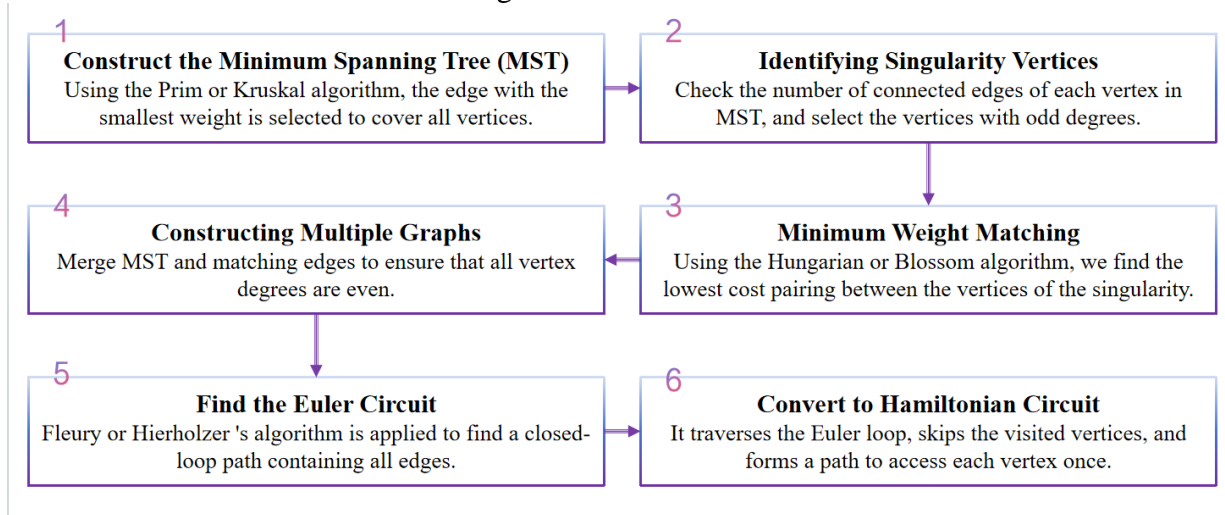 1
Construct the Minimum Spanning Tree (MST)
Using the Prim or Kruskal algorithm, the edge with the
smallest weight is selected to cover all vertices.
2
Identifying Singularity Vertices
Check the number of connected edges of each vertex in
MST, and select the vertices with odd degrees.
3
Minimum Weight Matching
Using the Hungarian or Blossom algorithm, we find the
lowest cost pairing between the vertices of the singularity.
4
Constructing Multiple Graphs
Merge MST and matching edges to ensure that all vertex
degrees are even.
5
Find the Euler Circuit
Fleury or Hierholzer 's algorithm is applied to find a closed-
loop path containing all edges.
6
Convert to Hamiltonian Circuit
It traverses the Euler loop, skips the visited vertices, and
forms a path to access each vertex once.